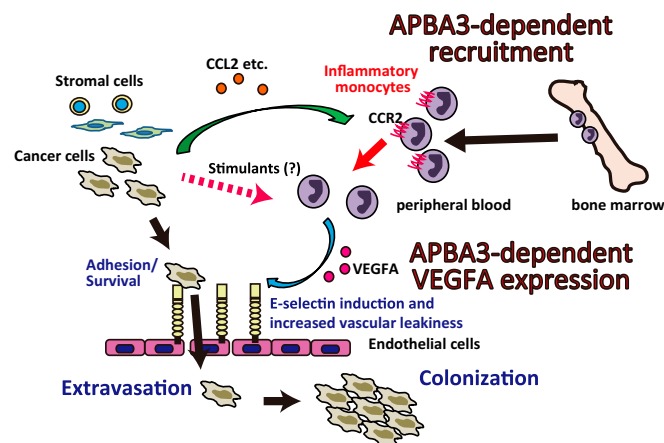 APBA3-dependent
recruitment
CCL2 etc.
Stromal cells
Inflammatory
monocytes
CCR2
Cancer cells
Stimulants (?)
peripheral blood
bone marrow
Adhesion/
Survival
VEGFA
APBA3-dependent
VEGFA expression
E-selectin induction and
increased vascular leakiness
Endothelial cells
Extravasation
Colonization